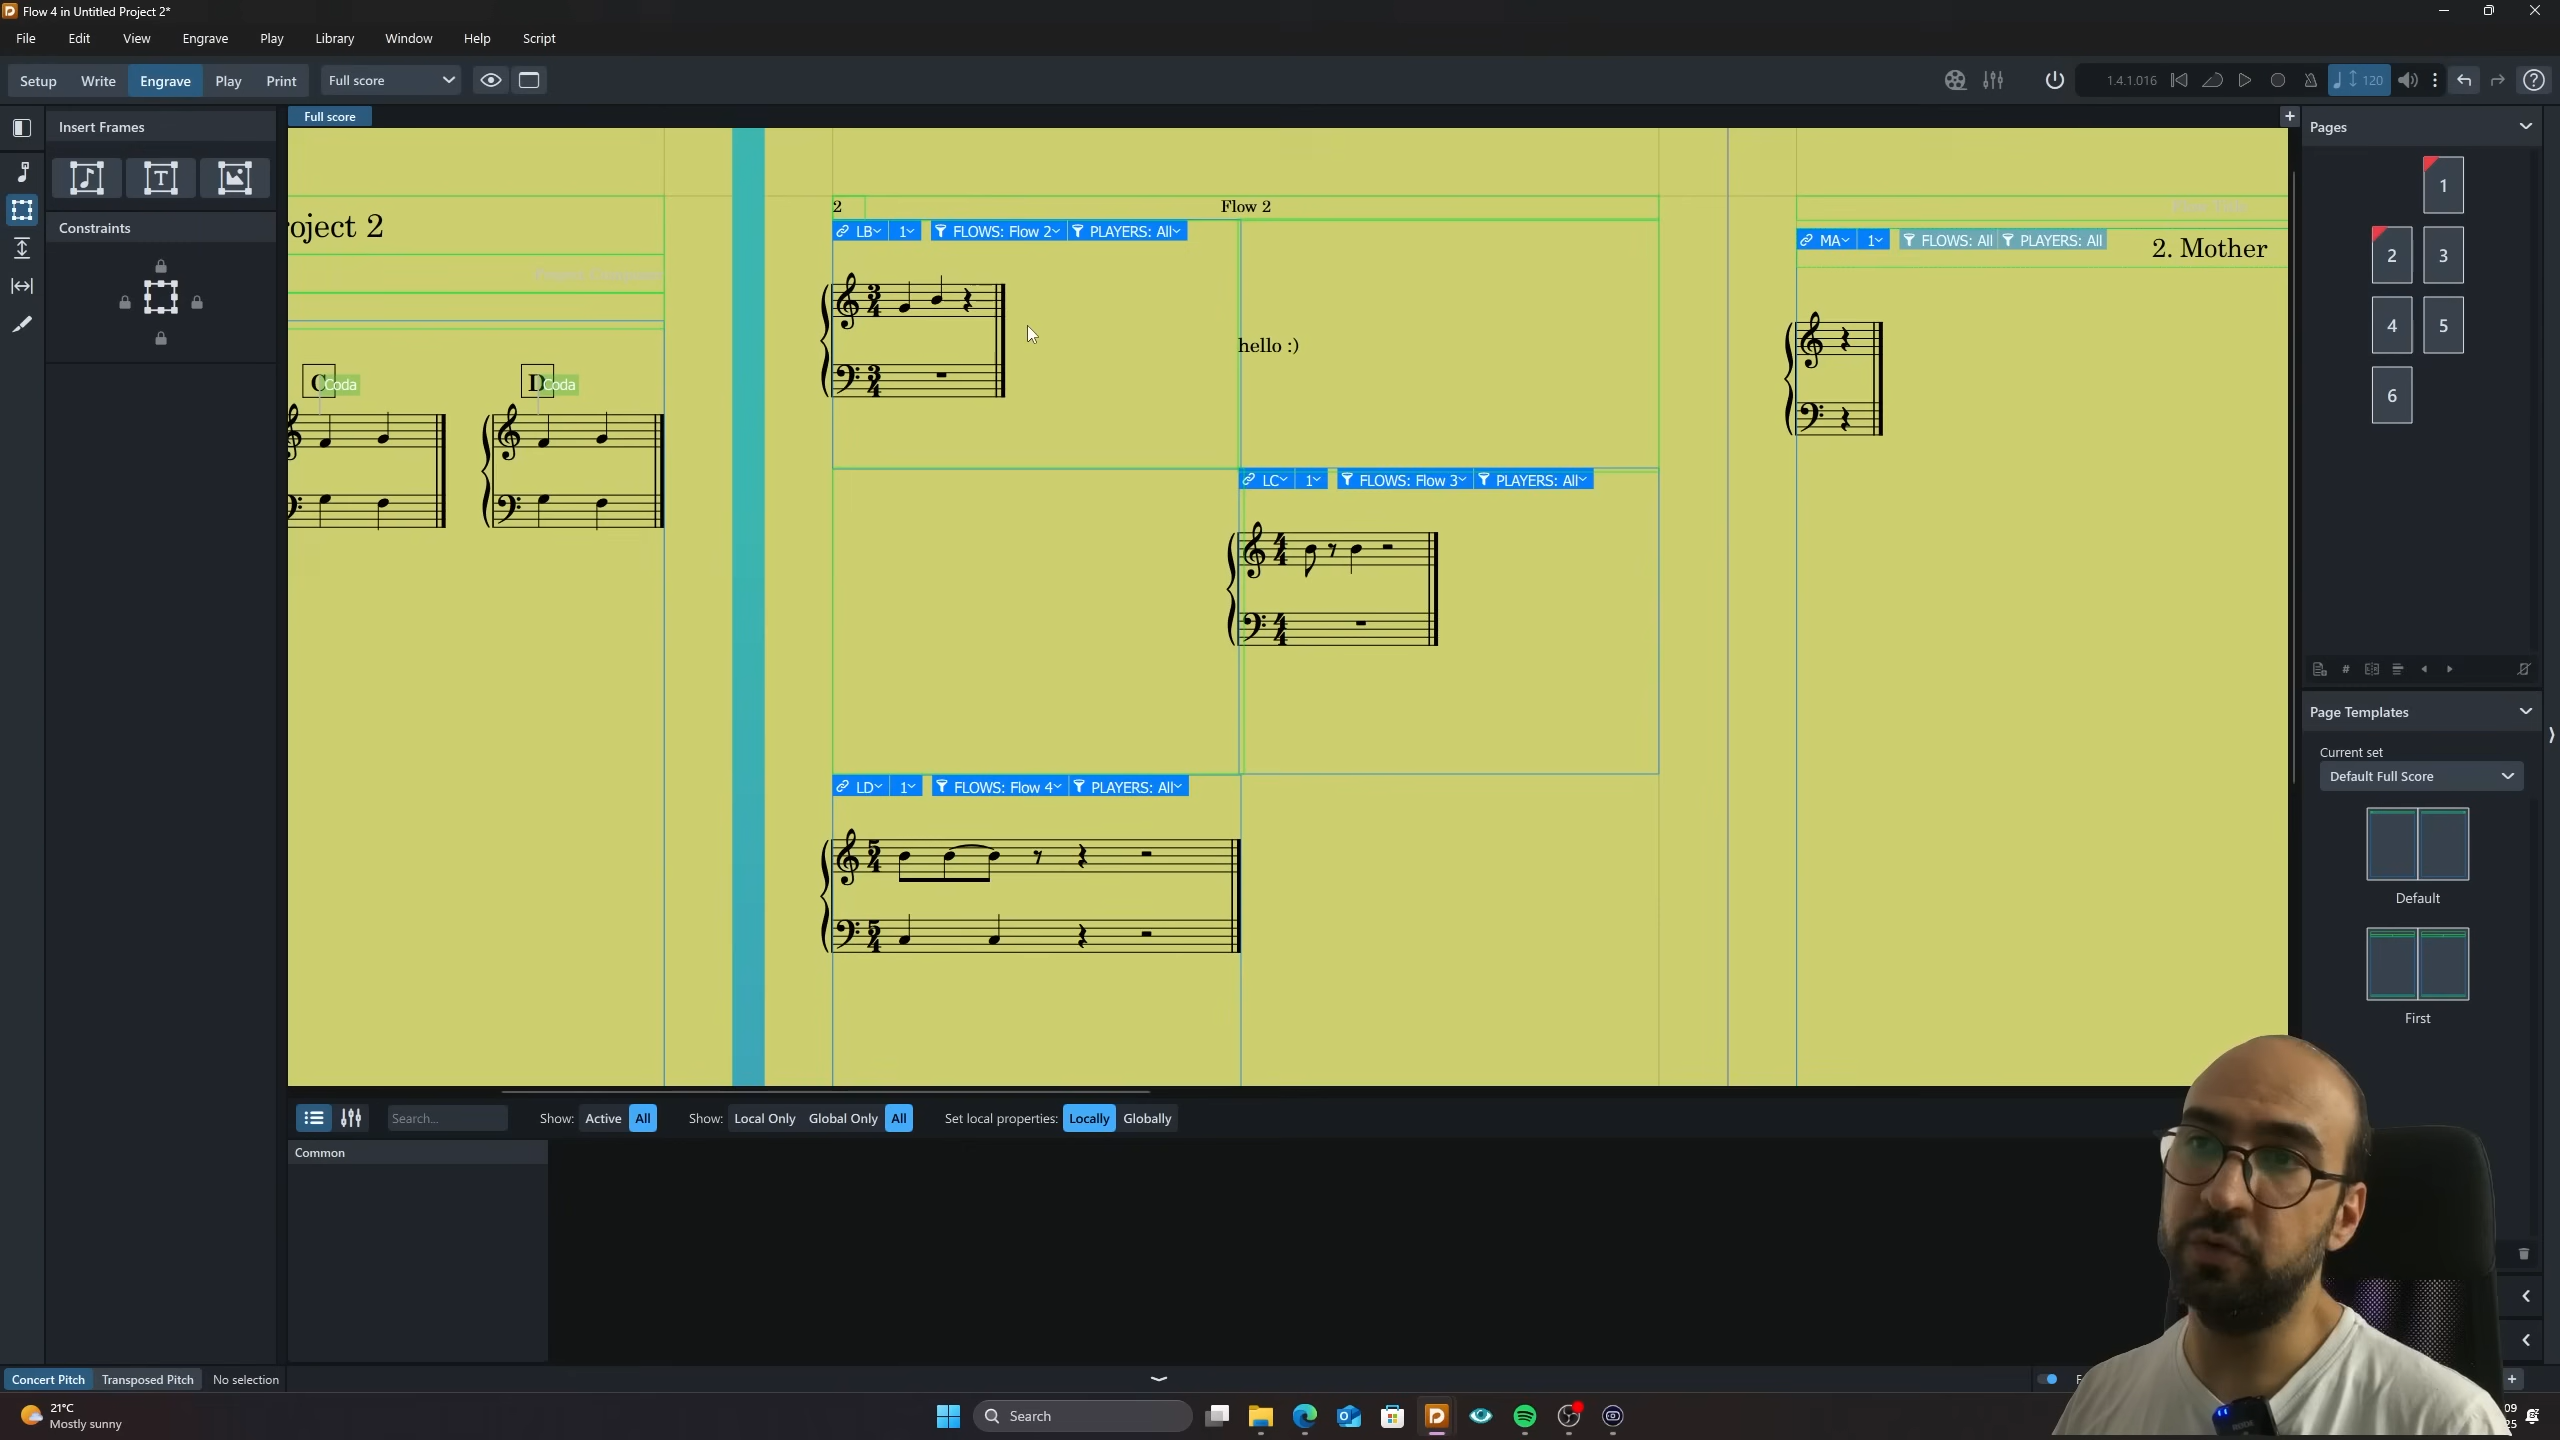 Flow 4 in Untitled Project 2*
File Edit View Engrave Play Library Window Help Script
Setup Write Engrave Play Print Full score 1.4.1.016 120
Full score
Insert Frames
Constraints
Pages
1
2 3
4 5
6
Page Templates
Current set
Default Full Score
Default
First
roject 2
C Coda D Coda
2 Flow 2
LB 1 FLOWS: Flow 2 PLAYERS: All
hello :)
LC 1 FLOWS: Flow 3 PLAYERS: All
LD 1 FLOWS: Flow 4 PLAYERS: All
MA 1 FLOWS: All PLAYERS: All
2. Mother
Search... Show: Active All Show: Local Only Global Only All Set local properties: Locally Globally
Common
Concert Pitch Transposed Pitch No selection
21°C
Mostly sunny
Search
09
25